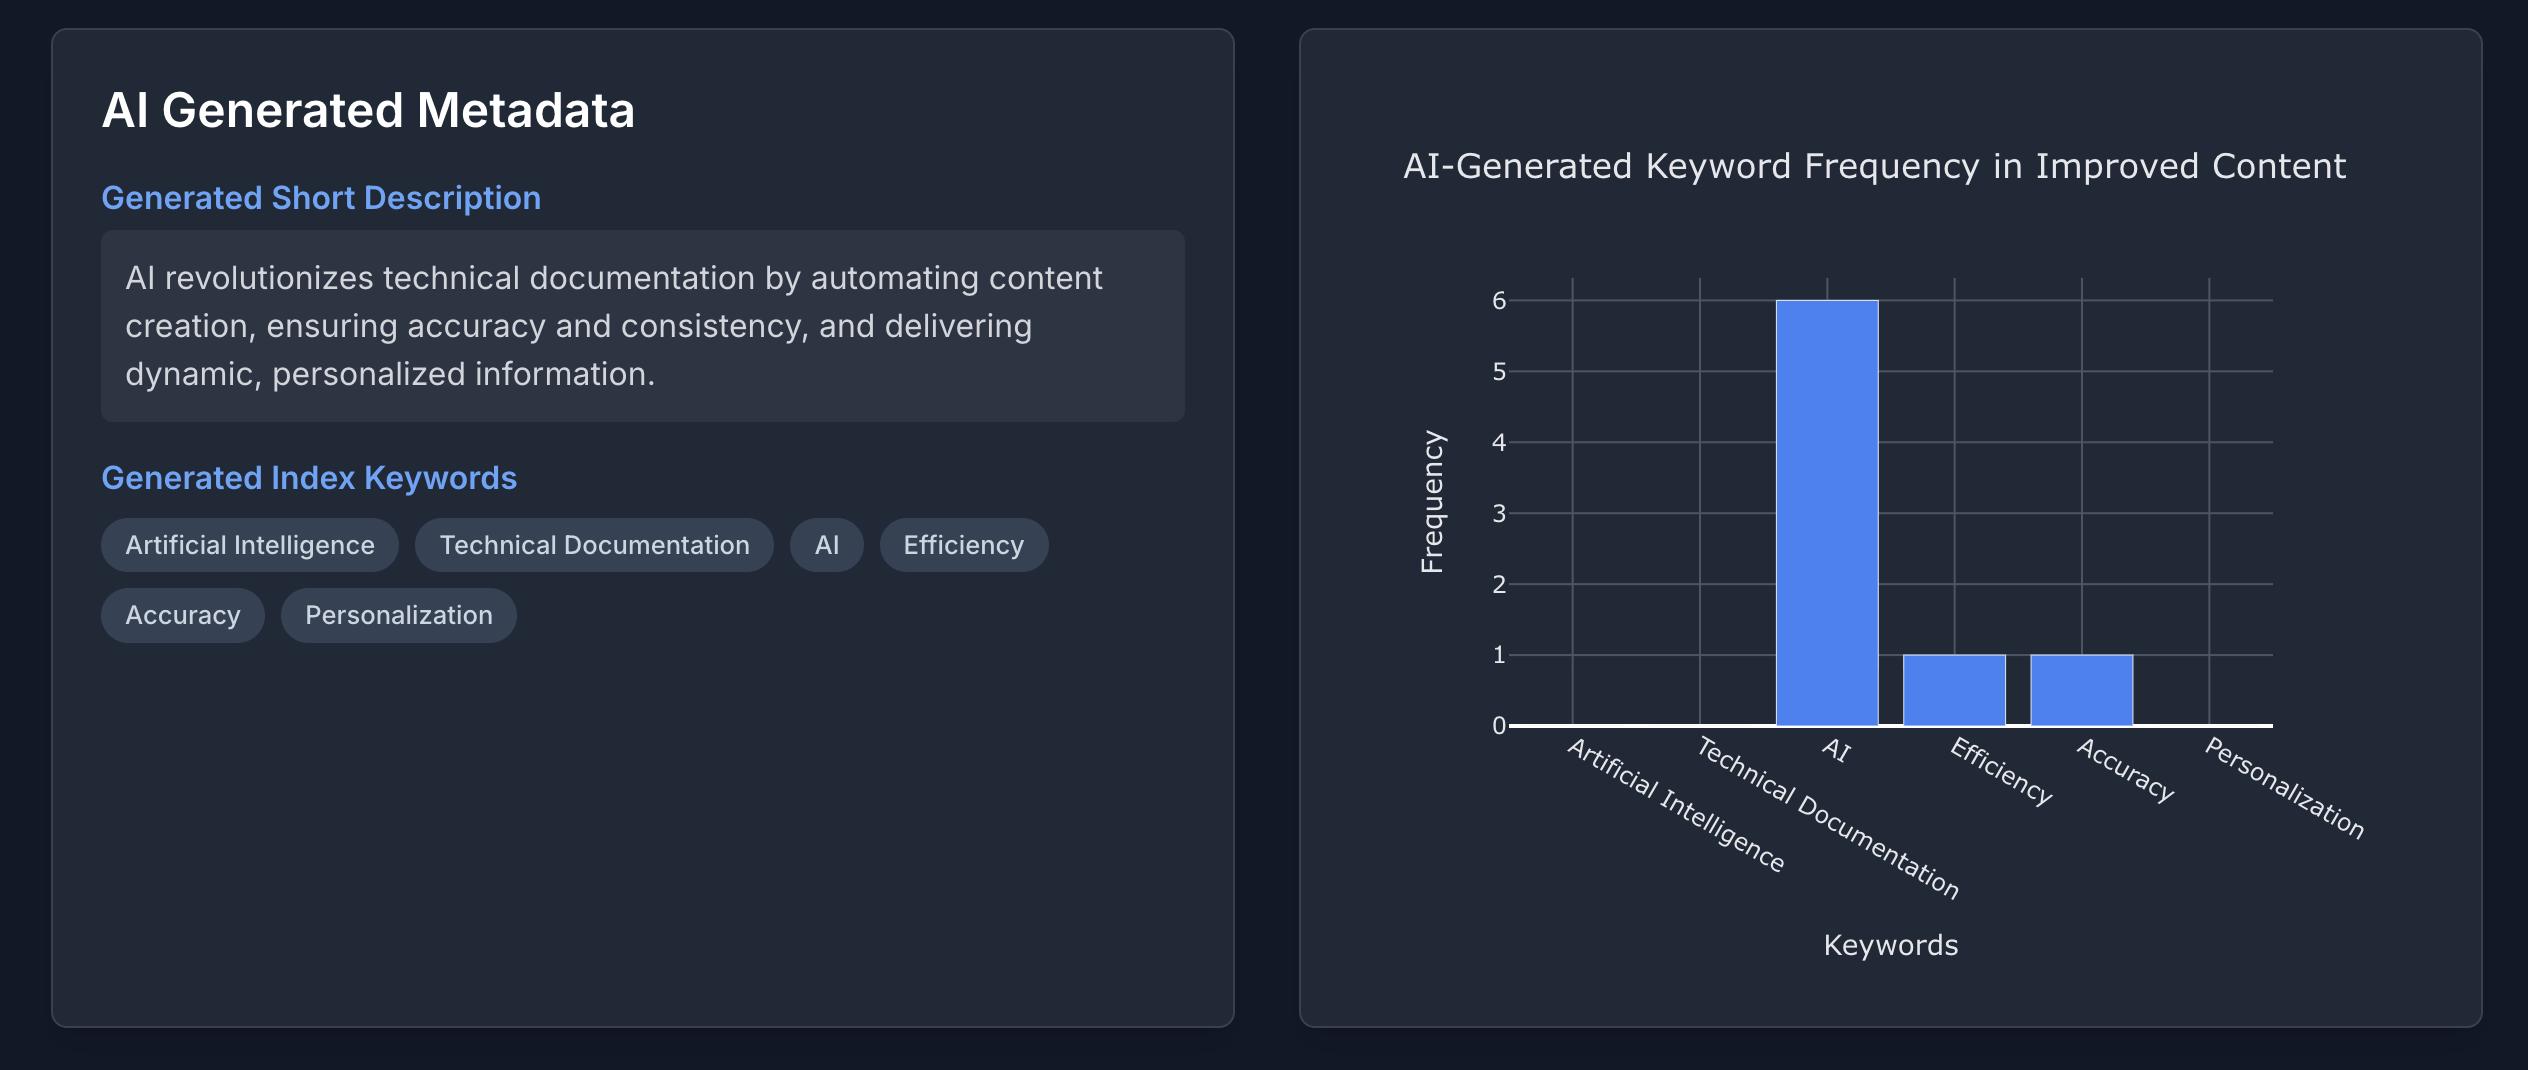 AI Generated Metadata
Generated Short Description
AI revolutionizes technical documentation by automating content
creation, ensuring accuracy and consistency, and delivering
dynamic, personalized information.
Generated Index Keywords
Artificial Intelligence
Technical Documentation
AI
Efficiency
Accuracy
Personalization
AI-Generated Keyword Frequency in Improved Content
Frequency
6
5
4
3
2
1
0
Artificial Intelligence
Technical Documentation
AI
Efficiency
Accuracy
Personalization
Keywords